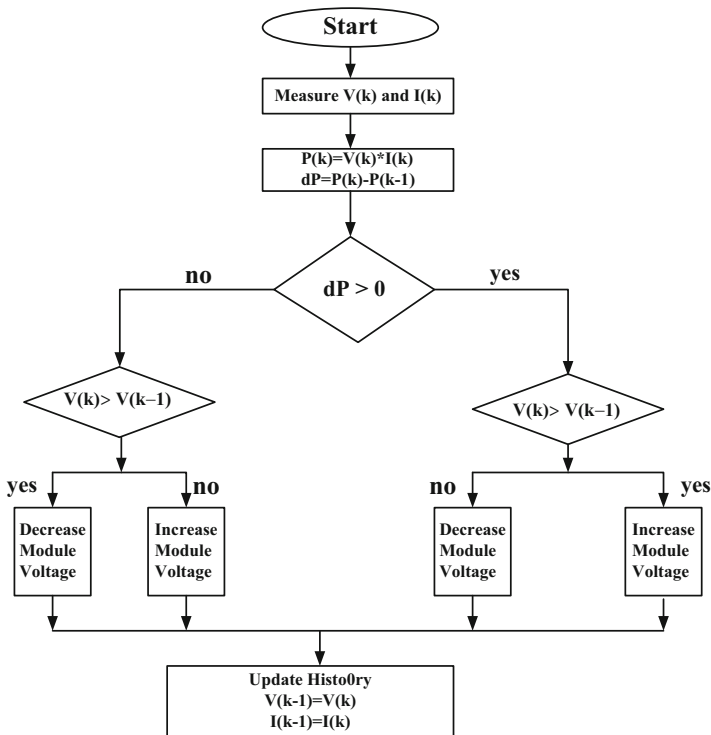 Start
Measure V(k) and I(k)
P(k)=V(k)*I(k)
dP=P(k)-P(k-1)
no
yes
dP > 0
V(k)> V(k–1)
V(k)> V(k–1)
yes
no
no
yes
Decrease
Module
Voltage
Increase
Module
Voltage
Decrease
Module
Voltage
Increase
Module
Voltage
Update Histo0ry
V(k-1)=V(k)
I(k-1)=I(k)